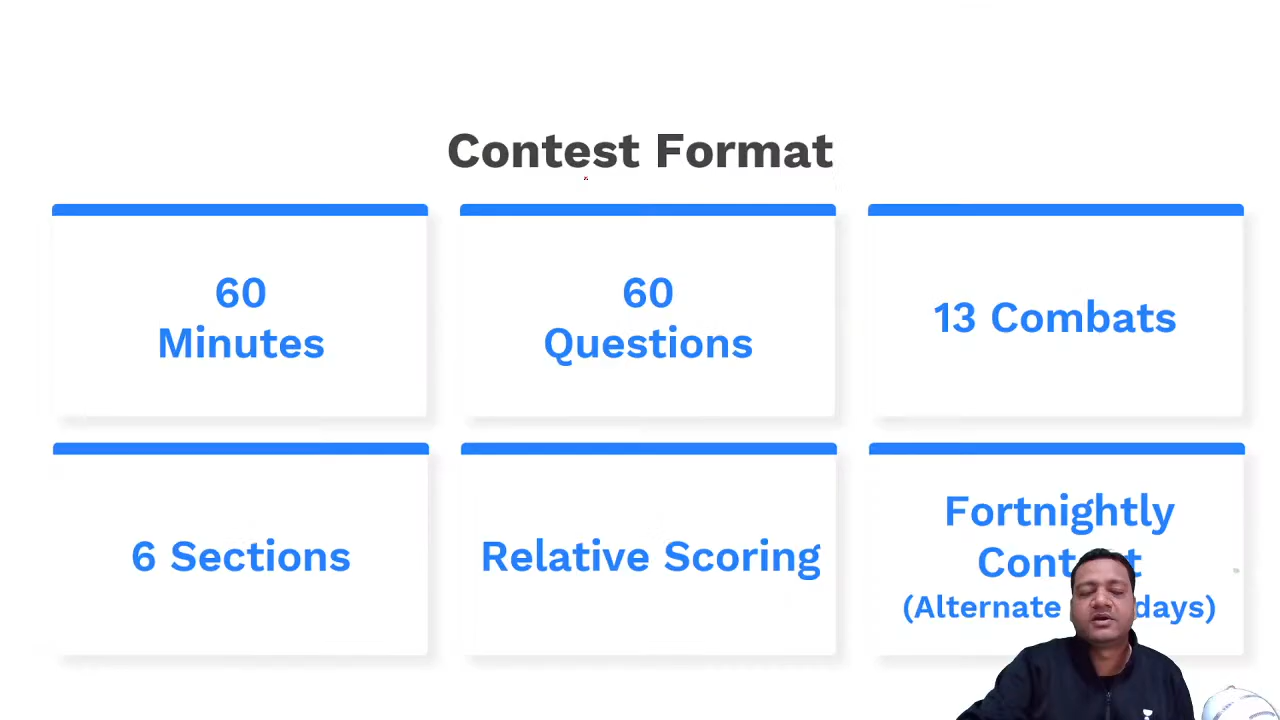 Contest Format
60
Minutes
60
Questions
13 Combats
6 Sections
Relative Scoring
Fortnightly
(Alternate